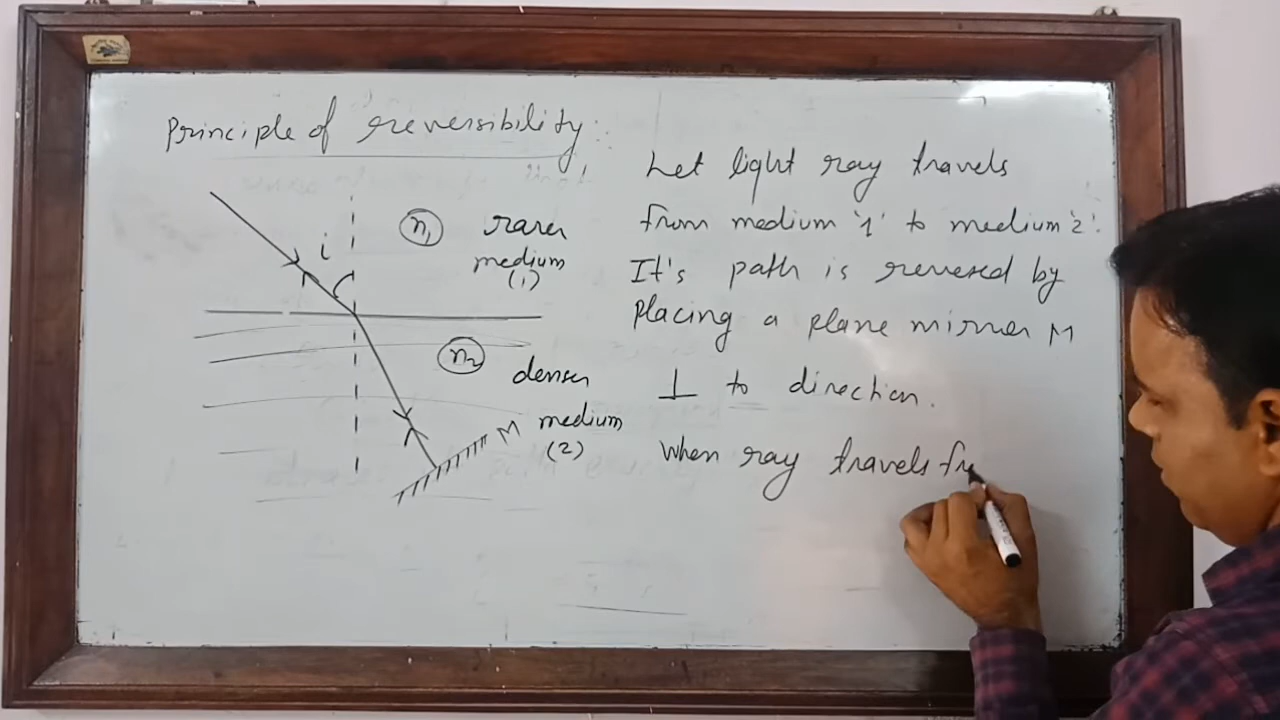 Principle of reversibility:
i
n1 rarer
medium
(1)
n2 denser
medium
(2)
M
Let light ray travels
from medium '1' to medium '2'.
It's path is reversed by
placing a plane mirror M
⊥ to direction.
When ray travels fr